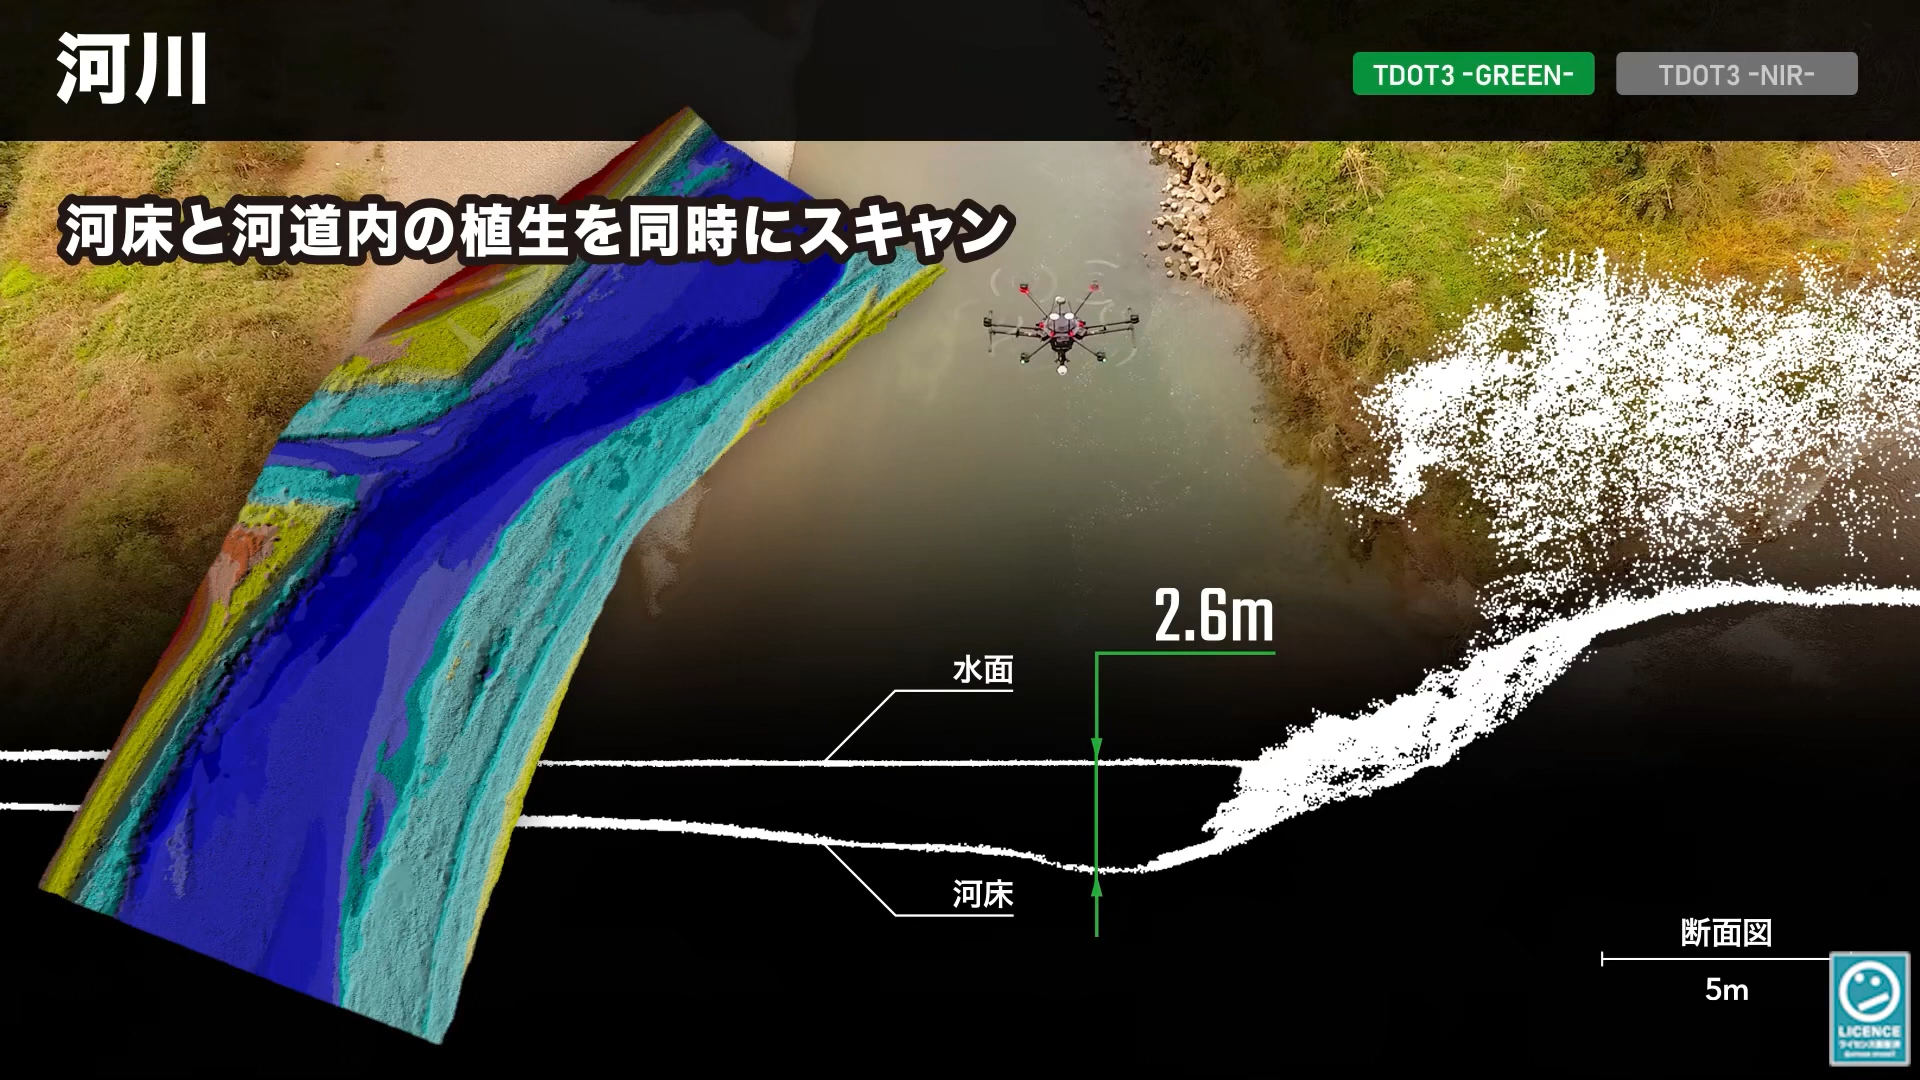 河川
TDOT3 -GREEN-
TDOT3 -NIR-
河床と河道内の植生を同時にスキャン
2.6m
水面
河床
断面図
5m
LICENCE